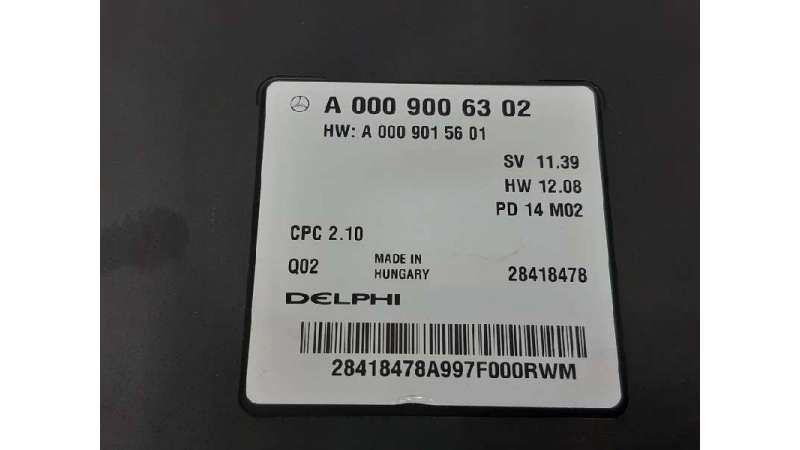 A 000 900 63 02
HW: A 000 901 56 01
SV 11.39
HW 12.08
PD 14 M02
CPC 2.10
Q02
MADE IN
HUNGARY
28418478
DELPHI
28418478A997F000RWM